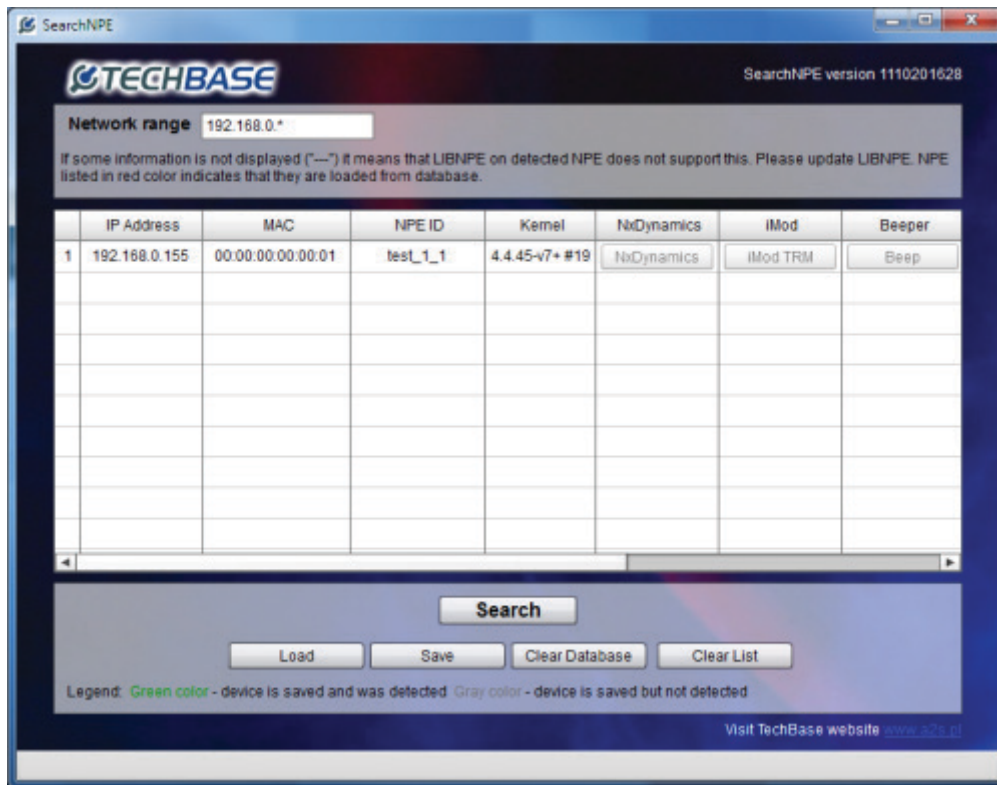 SearchNPE
TECHBASE
SearchNPE version 1110201628
Network range 192.168.0.*
If some information is not displayed ("---") it means that LIBNPE on detected NPE does not support this. Please update LIBNPE. NPE
listed in red color indicates that they are loaded from database.
IP Address MAC NPE ID Kernel NxDynamics iMod Beeper
1 192.168.0.155 00:00:00:00:00:01 test_1_1 4.4.45-v7+ #19 NxDynamics iMod TRM Beep
Search
Load Save Clear Database Clear List
Legend: Green color - device is saved and was detected Gray color - device is saved but not detected
Visit TechBase website www.a2s.pl